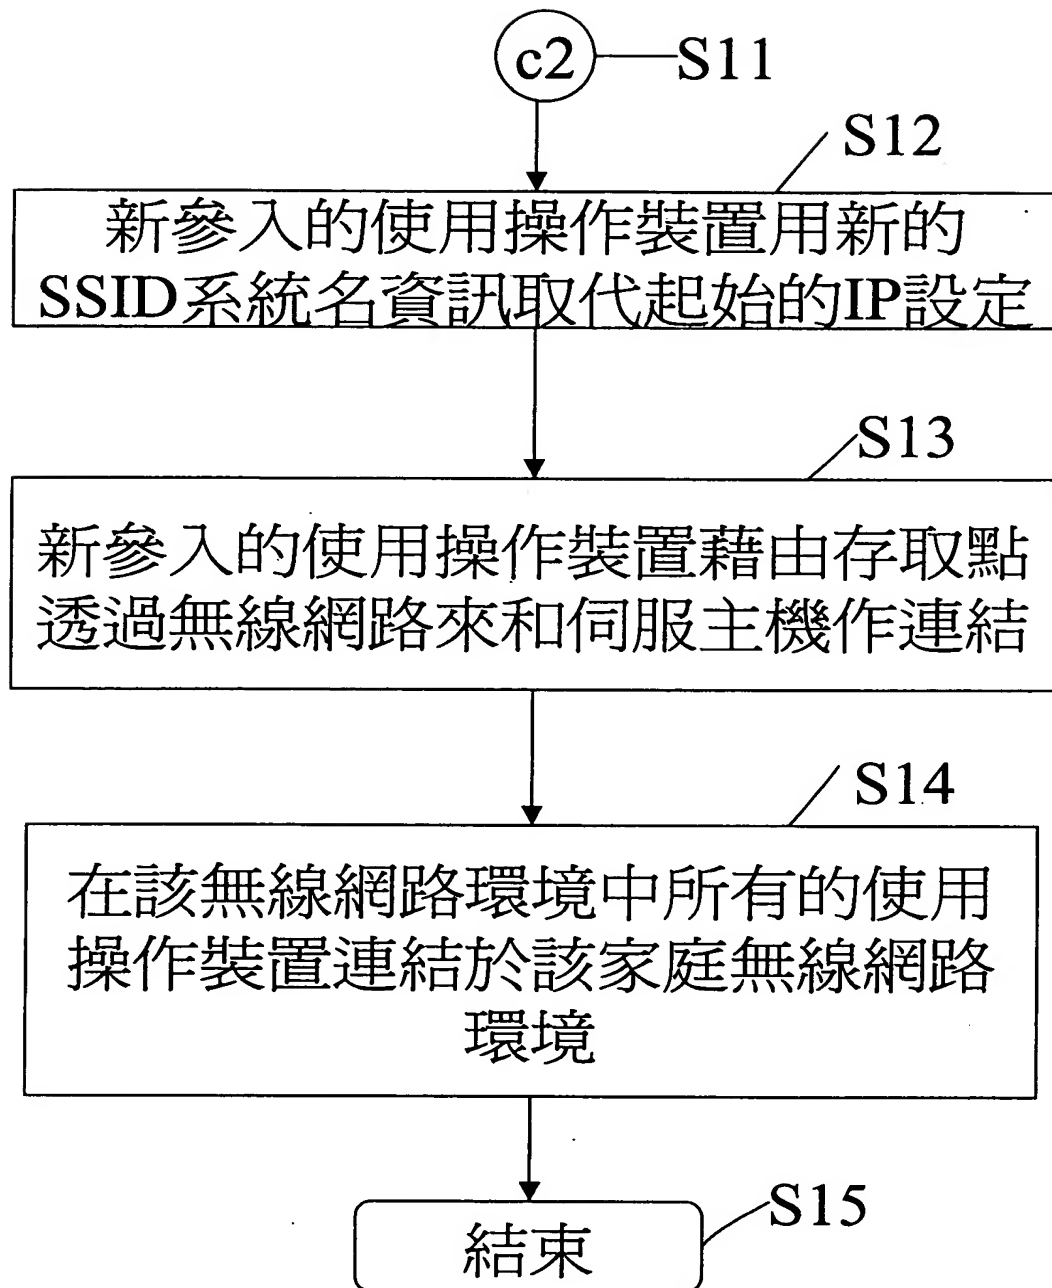 c2 S11
S12
新參入的使用操作裝置用新的
SSID系統名資訊取代起始的IP設定
S13
新參入的使用操作裝置藉由存取點
透過無線網路來和伺服主機作連結
S14
在該無線網路環境中所有的使用
操作裝置連結於該家庭無線網路
環境
S15
結束